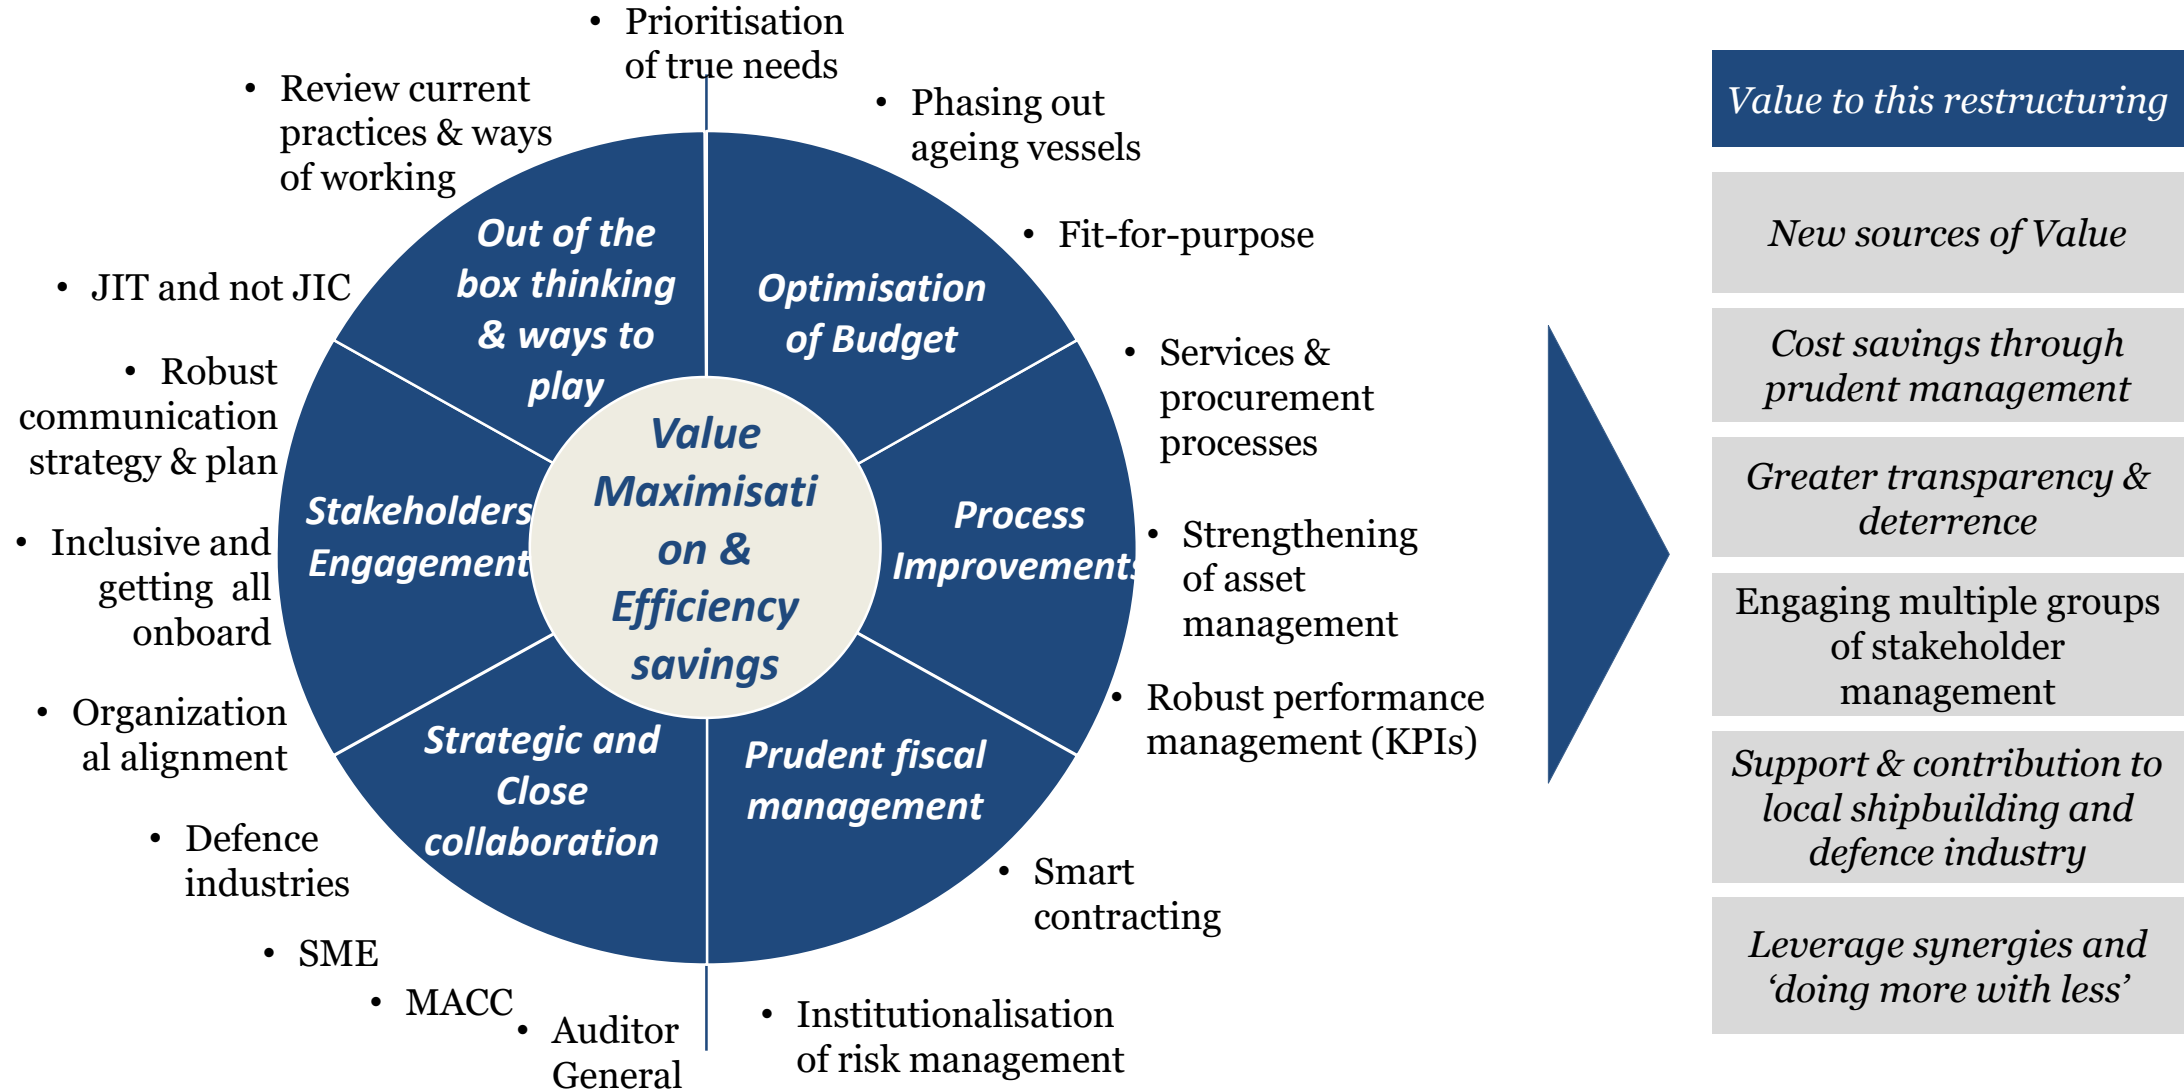 • Prioritisation
of true needs
• Review current
practices & ways
of working
• JIT and not JIC
• Phasing out
ageing vessels
• Fit-for-purpose
Out of the
box thinking
& ways to
play
Optimisation
of Budget
• Robust
communication
strategy & plan
• Inclusive and
getting all
onboard
• Organization
al alignment
Stakeholders
Engagement
Value
Maximisati
on &
Efficiency
savings
Process
Improvements
• Services &
procurement
processes
• Strengthening
of asset
management
• Robust performance
management (KPIs)
Strategic and
Close
collaboration
Prudent fiscal
management
• Defence
industries
• SME
• MACC
• Auditor
General
• Smart
contracting
• Institutionalisation
of risk management
Value to this restructuring
New sources of Value
Cost savings through
prudent management
Greater transparency &
deterrence
Engaging multiple groups
of stakeholder
management
Support & contribution to
local shipbuilding and
defence industry
Leverage synergies and
‘doing more with less’